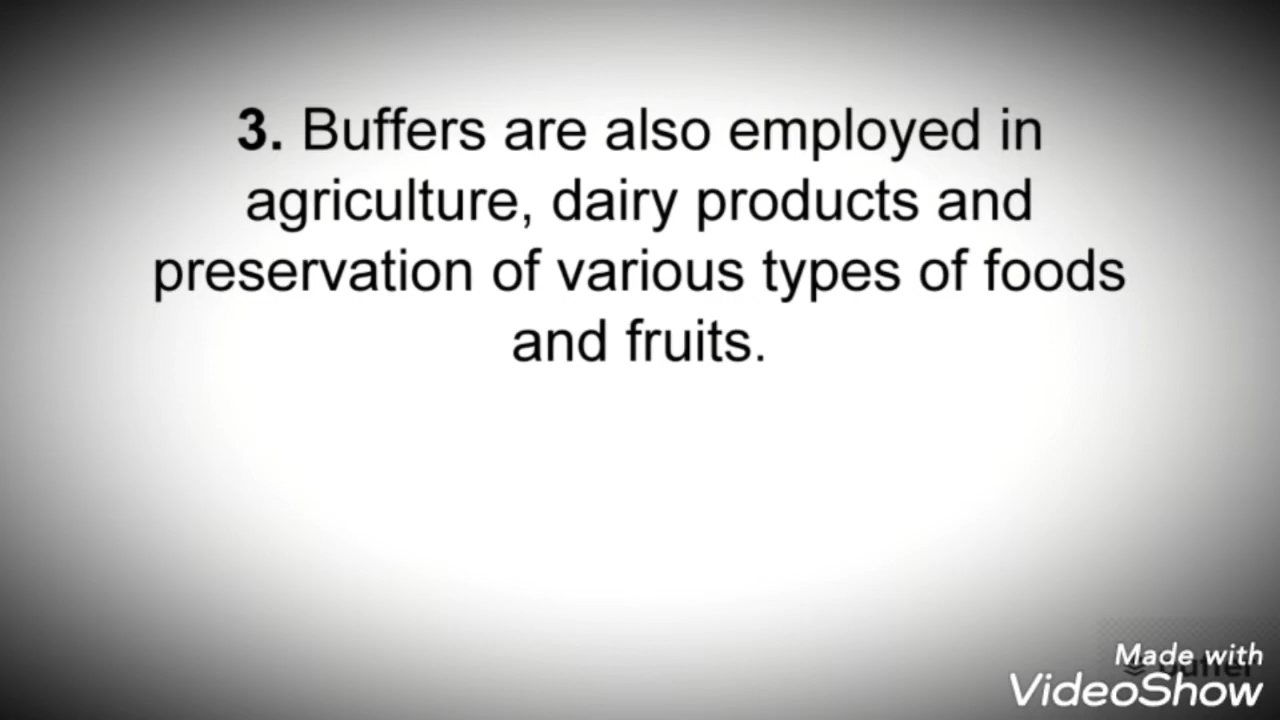 3. Buffers are also employed in
agriculture, dairy products and
preservation of various types of foods
and fruits.
Made with
VideoShow